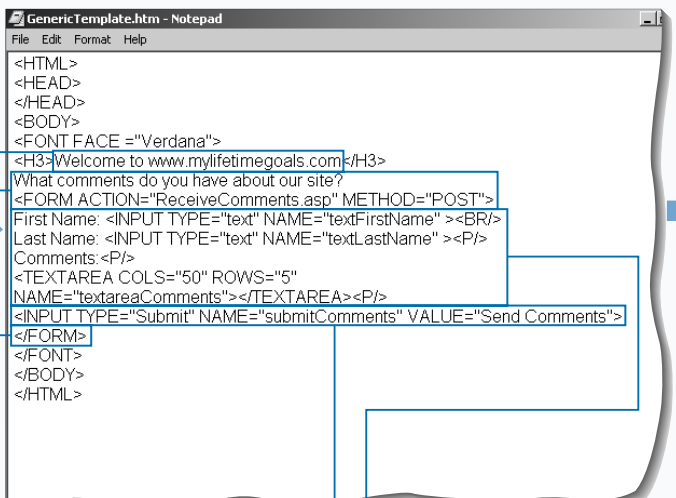 GenericTemplate.htm - Notepad
File Edit Format Help
<HTML>
<HEAD>
</HEAD>
<BODY>
<FONT FACE ="Verdana">
<H3>Welcome to www.mylifetimegoals.com</H3>
What comments do you have about our site?
<FORM ACTION="ReceiveComments.asp" METHOD="POST">
First Name: <INPUT TYPE="text" NAME="textFirstName" ><BR/>
Last Name: <INPUT TYPE="text" NAME="textLastName" ><P/>
Comments:<P/>
<TEXTAREA COLS="50" ROWS="5"
NAME="textareaComments"></TEXTAREA><P/>
<INPUT TYPE="Submit" NAME="submitComments" VALUE="Send Comments">
</FORM>
</FONT>
</BODY>
</HTML>